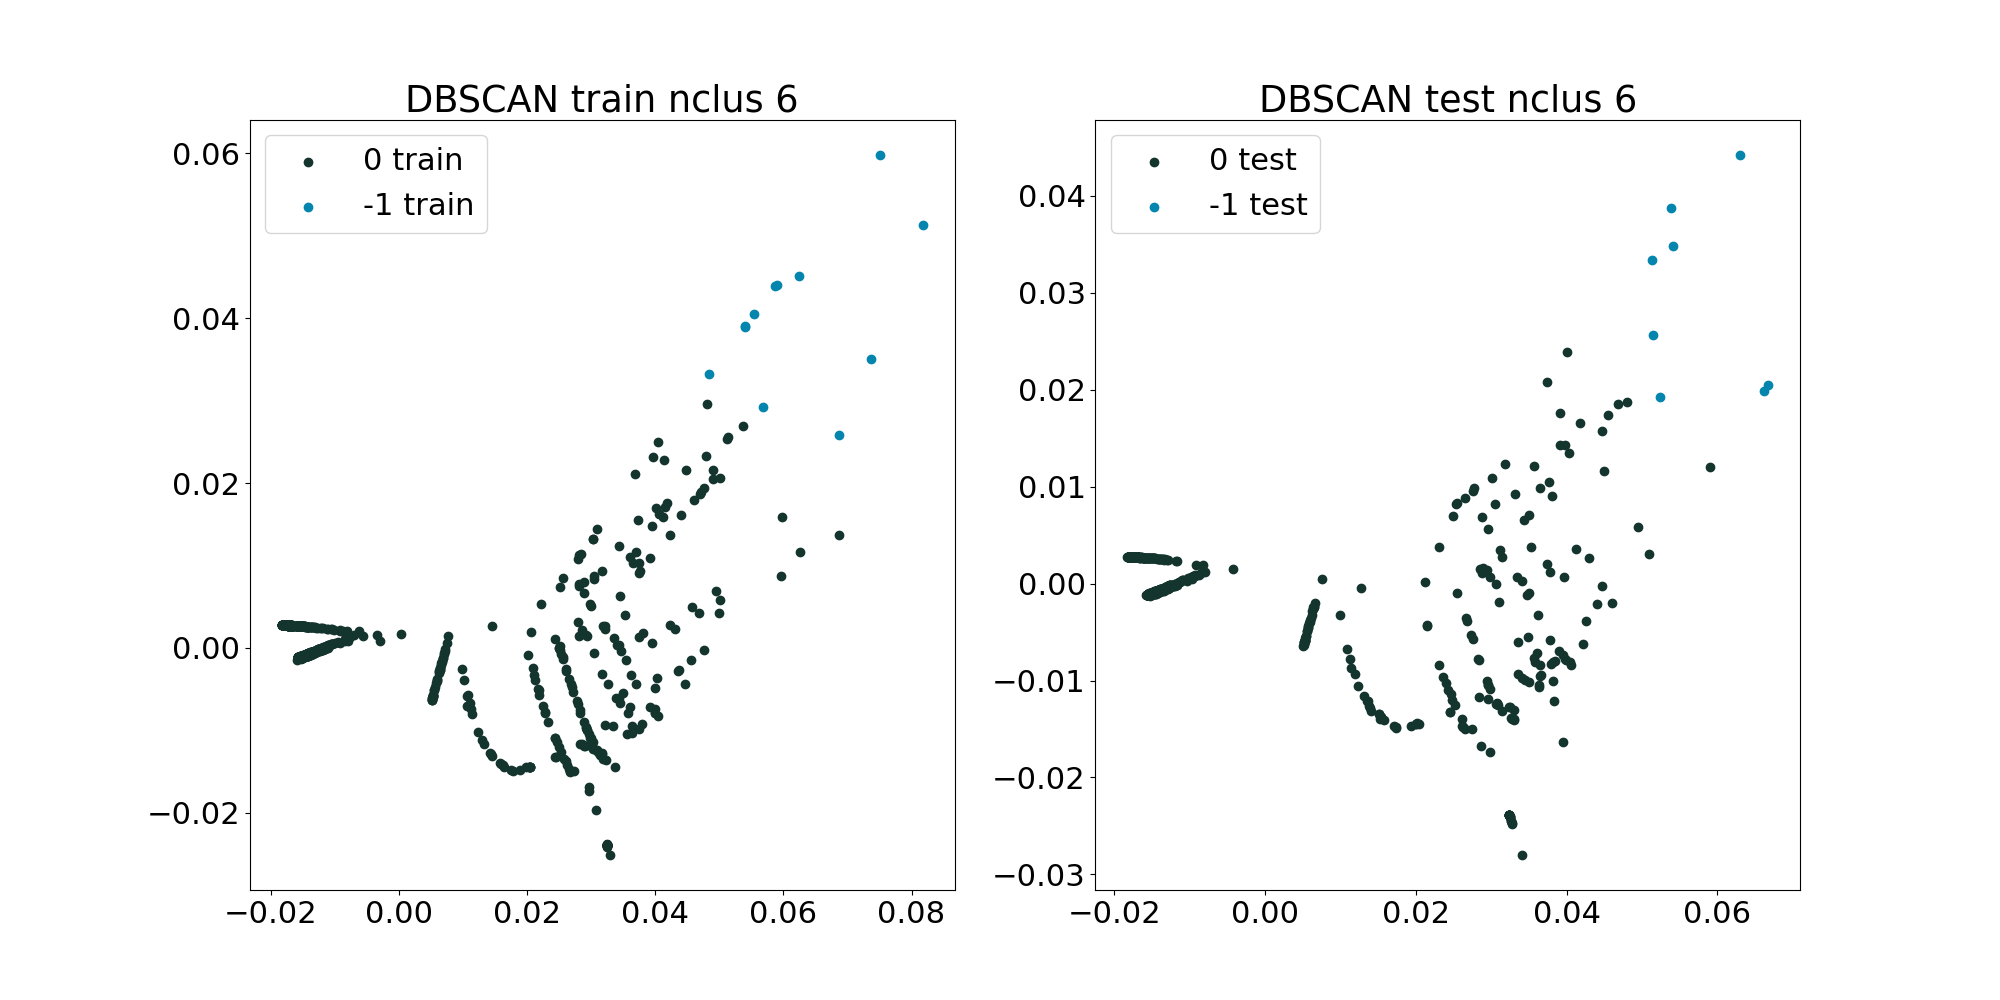 DBSCAN train nclus 6
0 train
-1 train
0.06
0.04
0.02
0.00
−0.02
−0.02 0.00 0.02 0.04 0.06 0.08
DBSCAN test nclus 6
0 test
-1 test
0.04
0.03
0.02
0.01
0.00
−0.01
−0.02
−0.03
−0.02 0.00 0.02 0.04 0.06